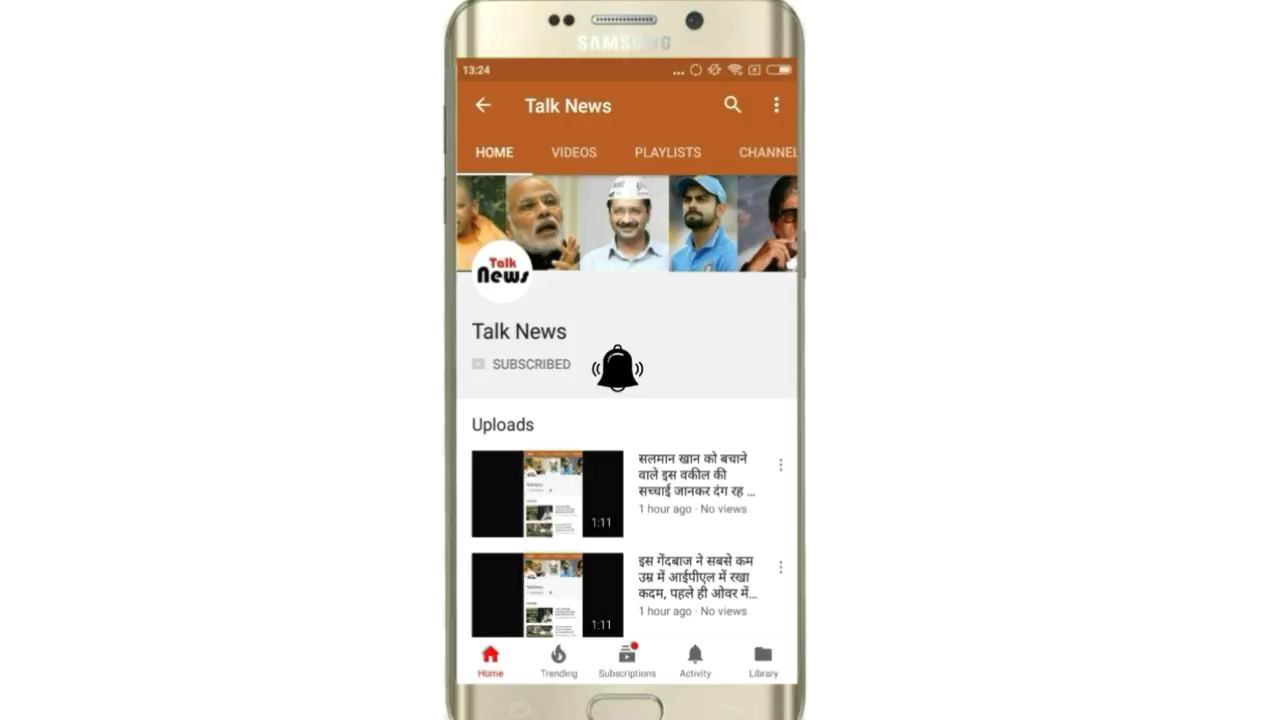 SAMSUNG
13:24
Talk News
HOME VIDEOS PLAYLISTS CHANNEL
Talk
News
Talk News
SUBSCRIBED
Uploads
सलमान खान को बचाने
वाले इस वकील की
सच्चाई जानकर दंग रह ...
1 hour ago · No views
1:11
इस गेंदबाज ने सबसे कम
उम्र में आईपीएल में रखा
कदम, पहले ही ओवर में...
1 hour ago · No views
1:11
Home Trending Subscriptions Activity Library